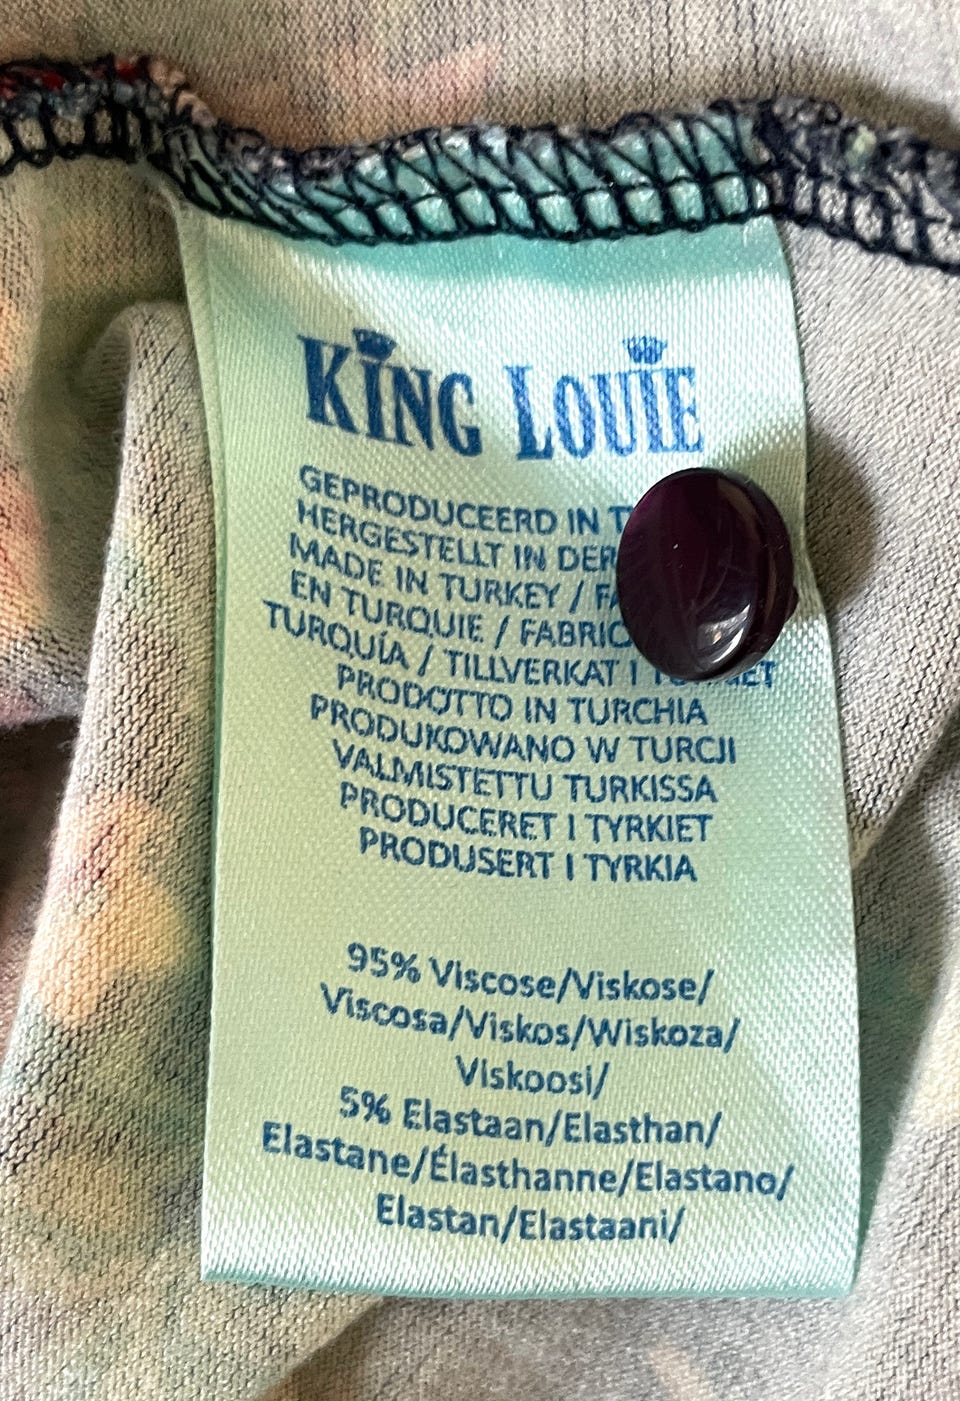 KING LOUIE
GEPRODUCEERD IN
HERGESTELLT IN DER
MADE IN TURKEY /
EN TURQUIE /
TURQUÍA / TILLVERKAT I
PRODOTTO IN TURCHIA
PRODUKOWANO W TURCJI
VALMISTETTU TURKISSA
PRODUCERET I TYRKIET
PRODUSERT I TYRKIA
95% Viscose/Viskose/
Viscosa/Viskos/Wiskoza/
Viskoosi/
5% Elastaan/Elasthan/
Elastane/Élasthanne/Elastano/
Elastan/Elastaani/